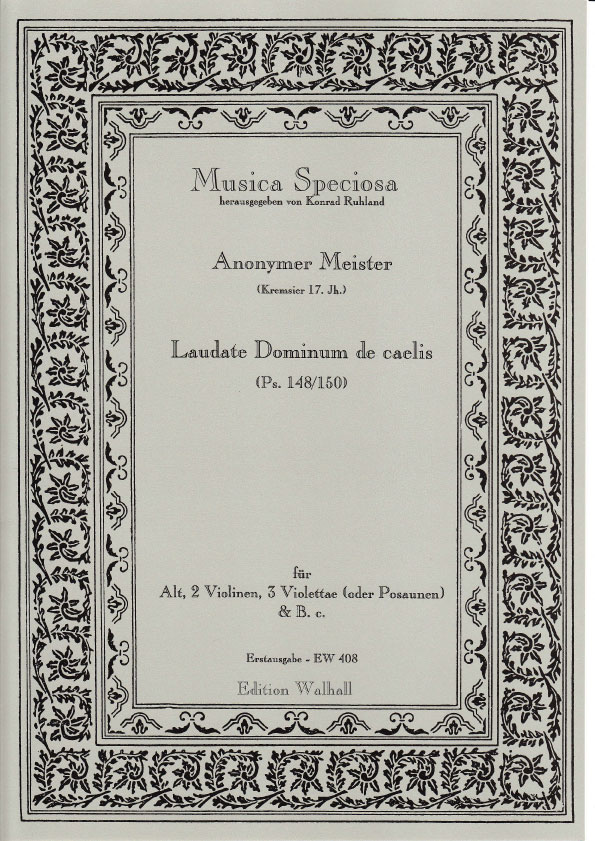 Musica Speciosa
herausgegeben von Konrad Ruhland
Anonymer Meister
(Kremsier 17. Jh.)
Laudate Dominum de caelis
(Ps. 148/150)
für
Alt, 2 Violinen, 3 Violettae (oder Posaunen)
& B. c.
Erstausgabe - EW 408
Edition Walhall